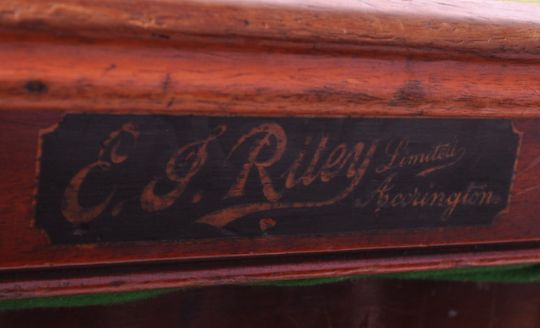 E. J. Riley Limited
Accrington